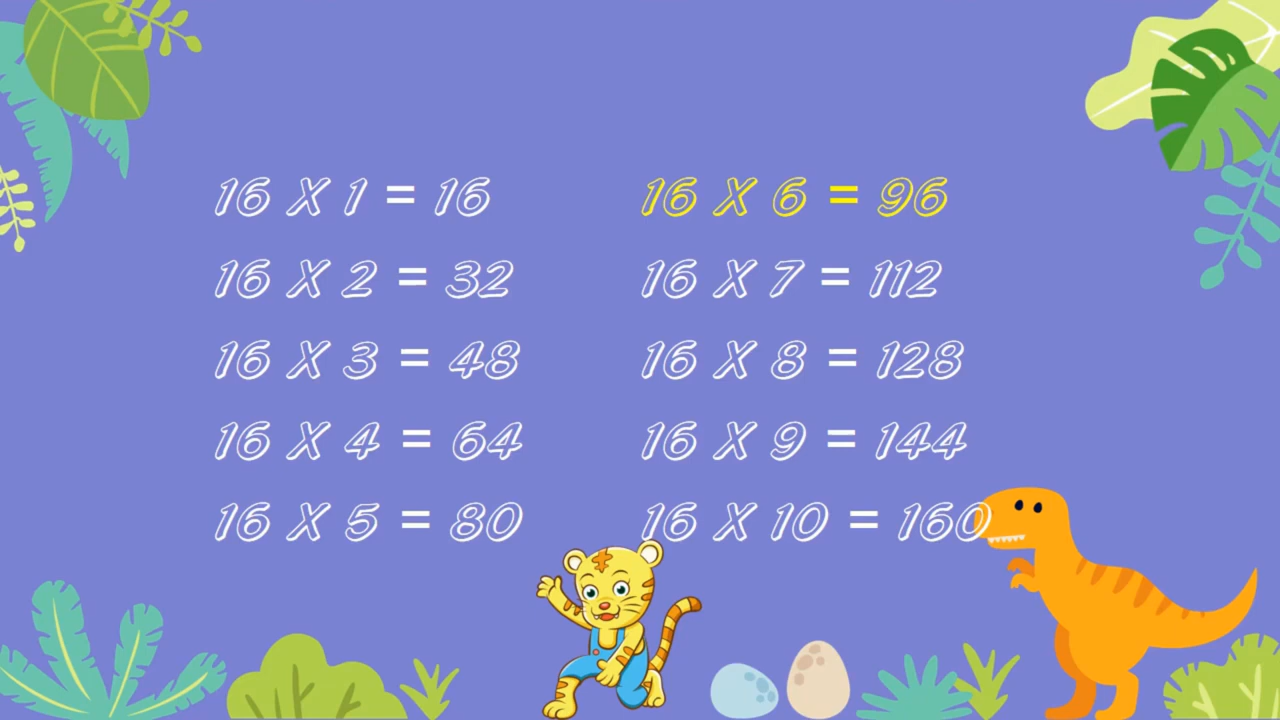 16 X 1 = 16
16 X 2 = 32
16 X 3 = 48
16 X 4 = 64
16 X 5 = 80
16 X 6 = 96
16 X 7 = 112
16 X 8 = 128
16 X 9 = 144
16 X 10 = 160